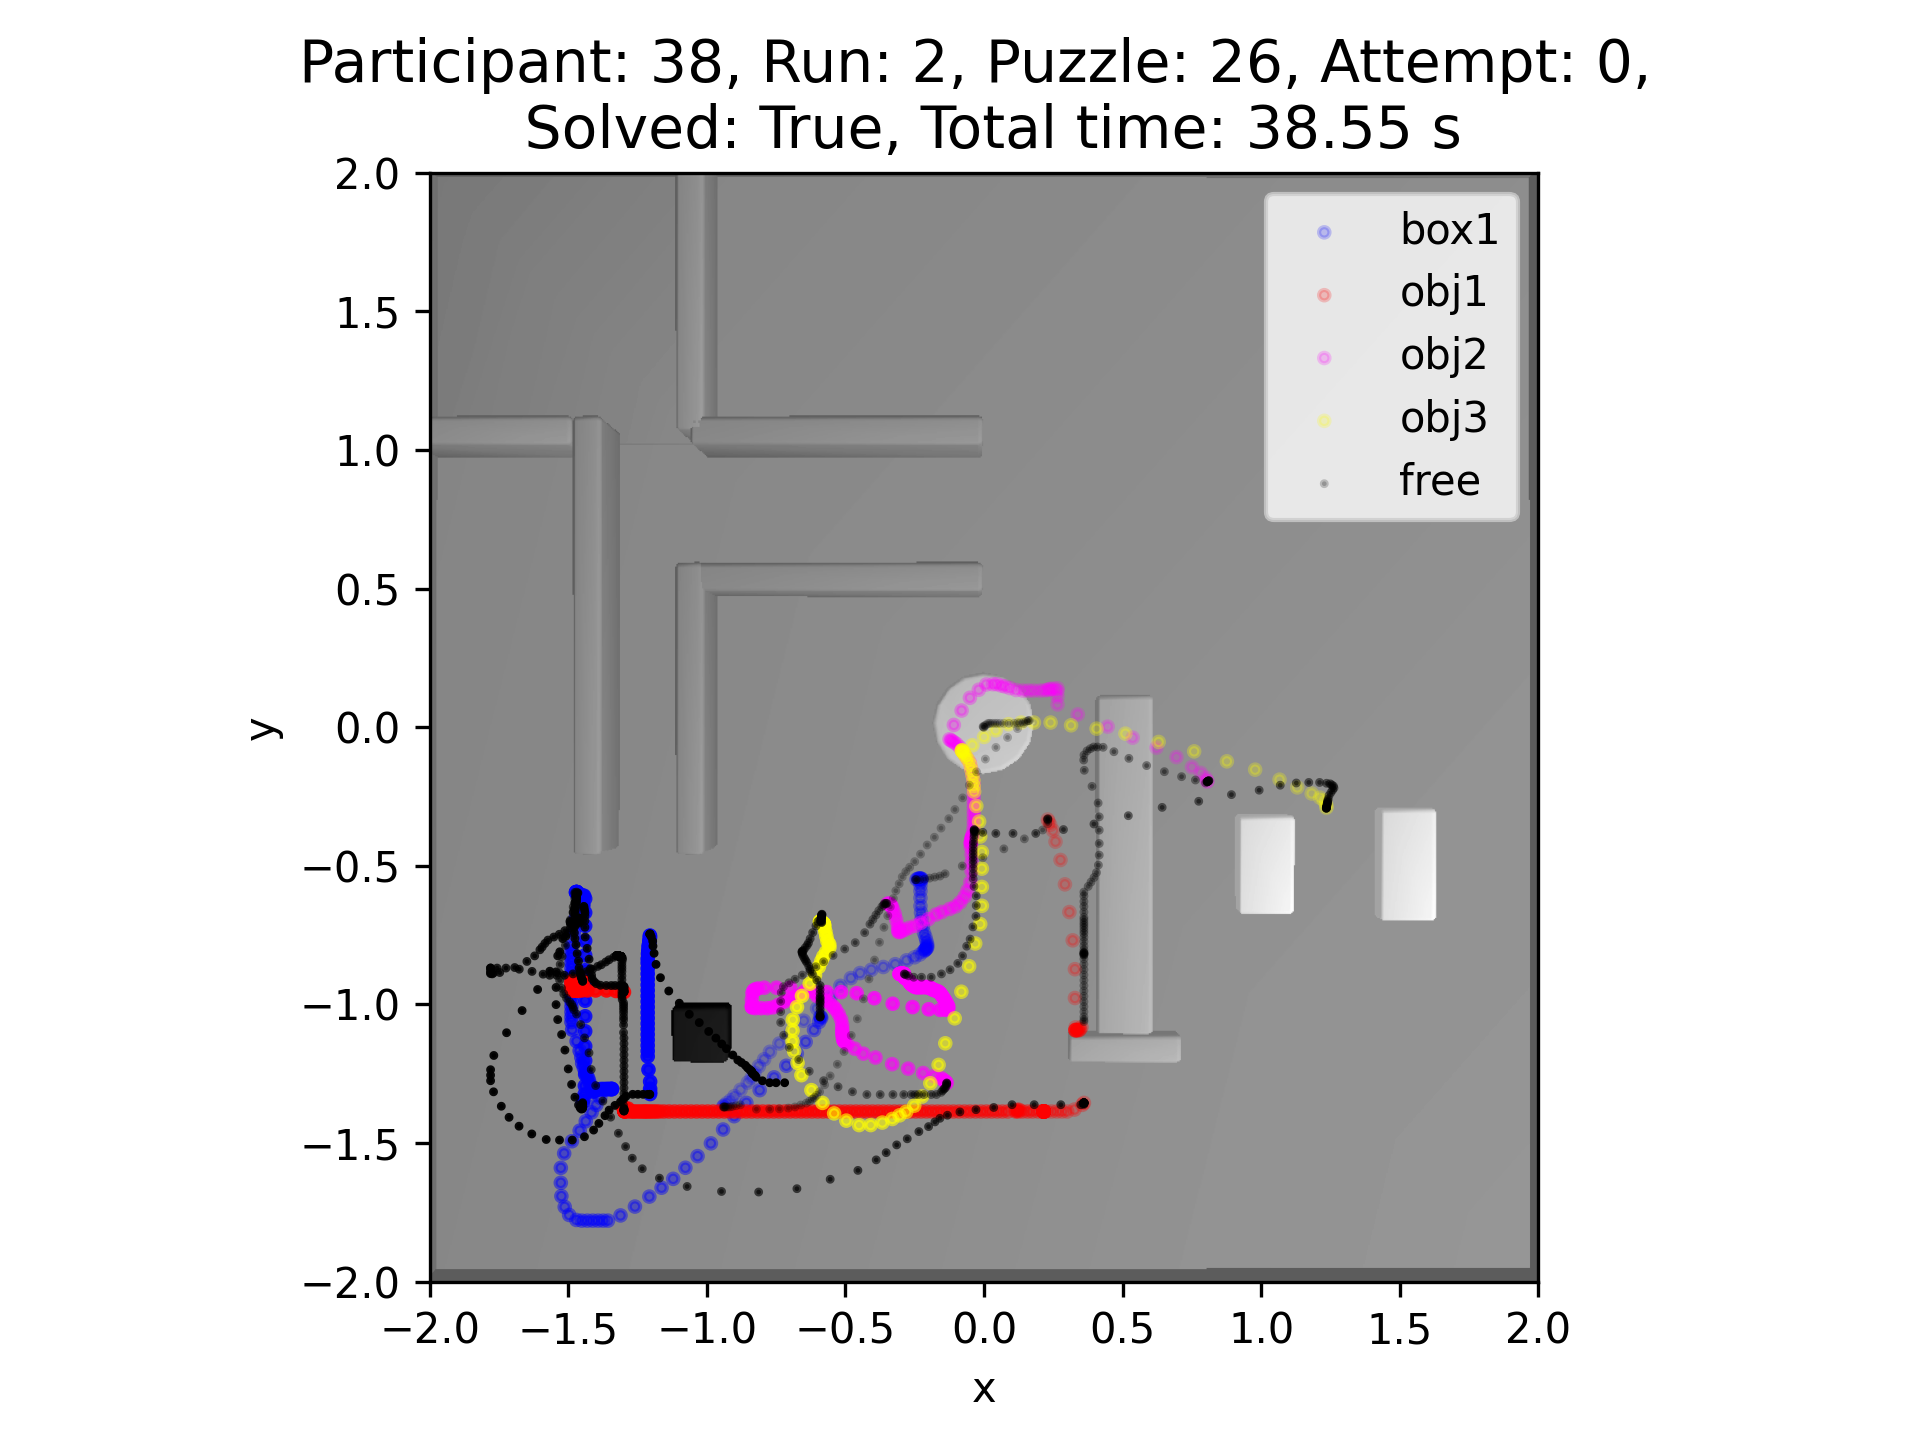 Participant: 38, Run: 2, Puzzle: 26, Attempt: 0,
Solved: True, Total time: 38.55 s
2.0
1.5
1.0
0.5
0.0
−0.5
−1.0
−1.5
−2.0
y
box1
obj1
obj2
obj3
free
−2.0 −1.5 −1.0 −0.5 0.0 0.5 1.0 1.5 2.0
x